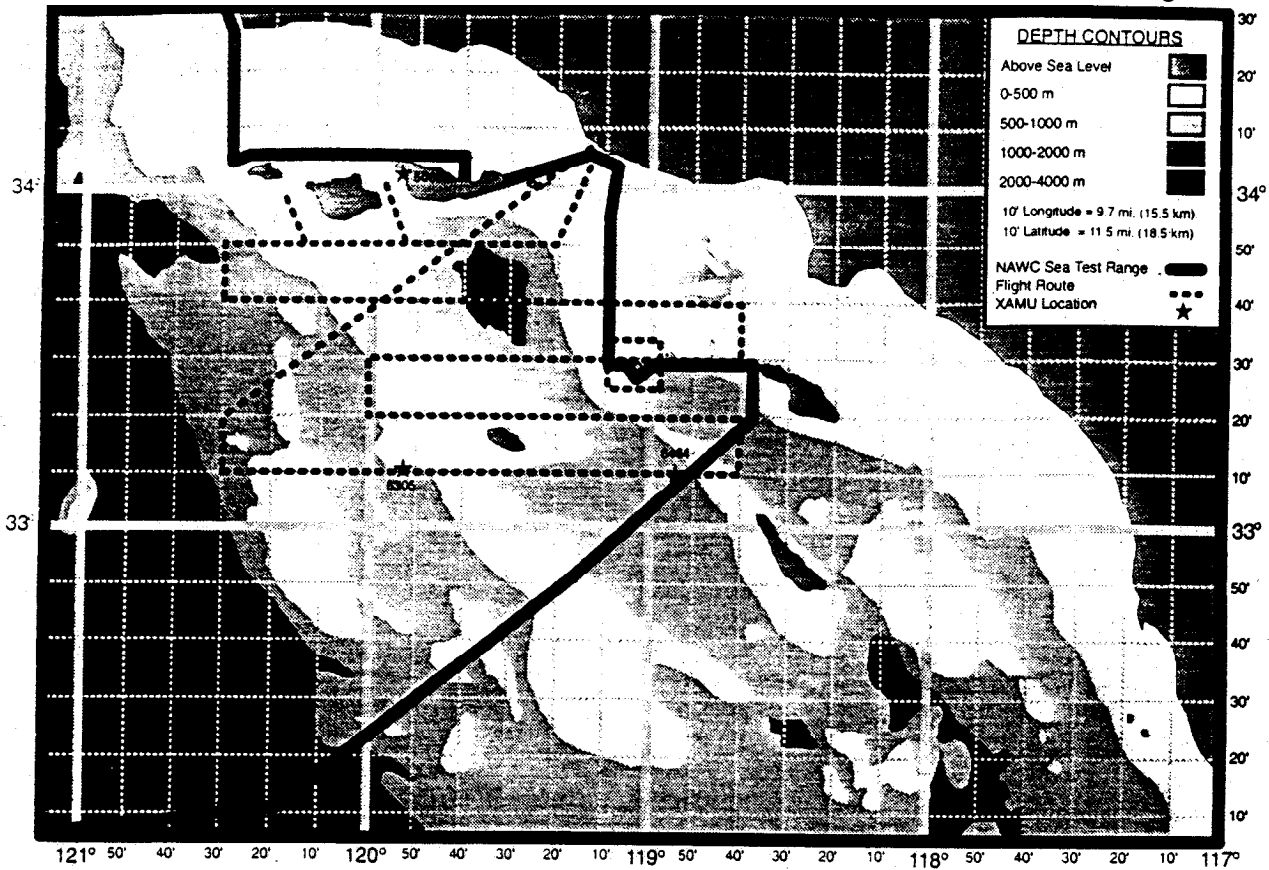 DEPTH CONTOURS
Above Sea Level
0-500 m
500-1000 m
1000-2000 m
2000-4000 m
10' Longitude = 9.7 mi. (15.5 km)
10' Latitude = 11.5 mi. (18.5 km)
NAWC Sea Test Range
Flight Route
XAMU Location
30'
20'
10'
34° 34°
50'
40'
30'
20'
10'
33° 33°
50'
40'
30'
20'
10'
8305
121° 50' 40' 30' 20' 10' 120° 50' 40' 30' 20' 10' 119° 50' 40' 30' 20' 10' 118° 50' 40' 30' 20' 10' 117°